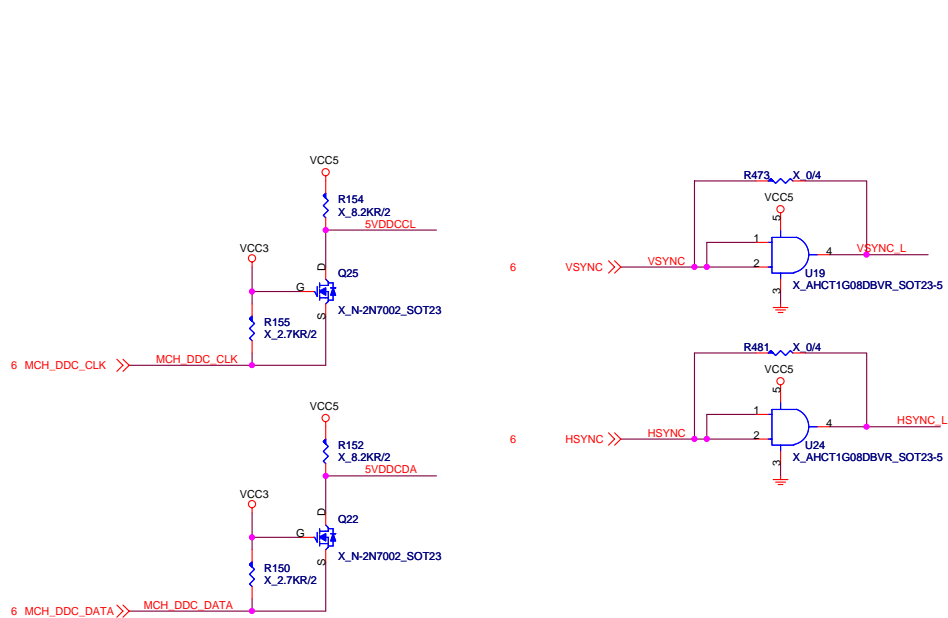 VCC5
R154
X_8.2KR/2
5VDDCCL
VCC3
D
Q25
G
X_N-2N7002_SOT23
S
R155
X_2.7KR/2
6 MCH_DDC_CLK
MCH_DDC_CLK
VCC5
R152
X_8.2KR/2
5VDDCDA
VCC3
D
Q22
G
X_N-2N7002_SOT23
S
R150
X_2.7KR/2
6 MCH_DDC_DATA
MCH_DDC_DATA
R473
X_0/4
VCC5
5
1
4
VSYNC_L
6
VSYNC
VSYNC
2
U19
X_AHCT1G08DBVR_SOT23-5
3
R481
X_0/4
VCC5
5
1
4
HSYNC_L
6
HSYNC
HSYNC
2
U24
X_AHCT1G08DBVR_SOT23-5
3